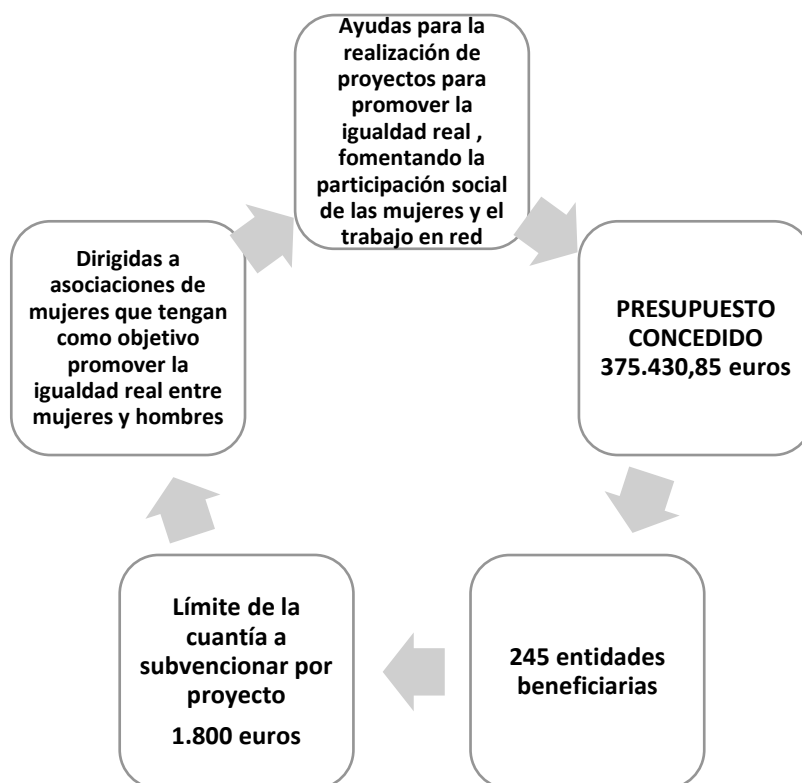 Ayudas para la
realización de
proyectos para
promover la
igualdad real ,
fomentando la
participación social
de las mujeres y el
trabajo en red
PRESUPUESTO
CONCEDIDO
375.430,85 euros
245 entidades
beneficiarias
Límite de la
cuantía a
subvencionar por
proyecto
1.800 euros
Dirigidas a
asociaciones de
mujeres que tengan
como objetivo
promover la
igualdad real entre
mujeres y hombres